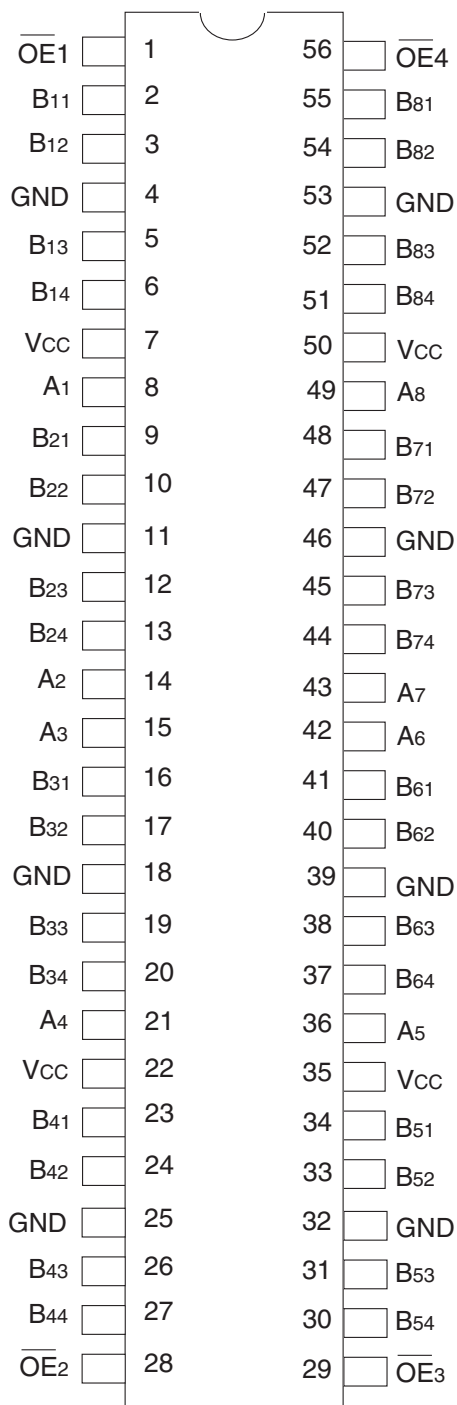 OE1 1 56 OE4
B11 2 55 B81
B12 3 54 B82
GND 4 53 GND
B13 5 52 B83
B14 6 51 B84
VCC 7 50 VCC
A1 8 49 A8
B21 9 48 B71
B22 10 47 B72
GND 11 46 GND
B23 12 45 B73
B24 13 44 B74
A2 14 43 A7
A3 15 42 A6
B31 16 41 B61
B32 17 40 B62
GND 18 39 GND
B33 19 38 B63
B34 20 37 B64
A4 21 36 A5
VCC 22 35 VCC
B41 23 34 B51
B42 24 33 B52
GND 25 32 GND
B43 26 31 B53
B44 27 30 B54
OE2 28 29 OE3